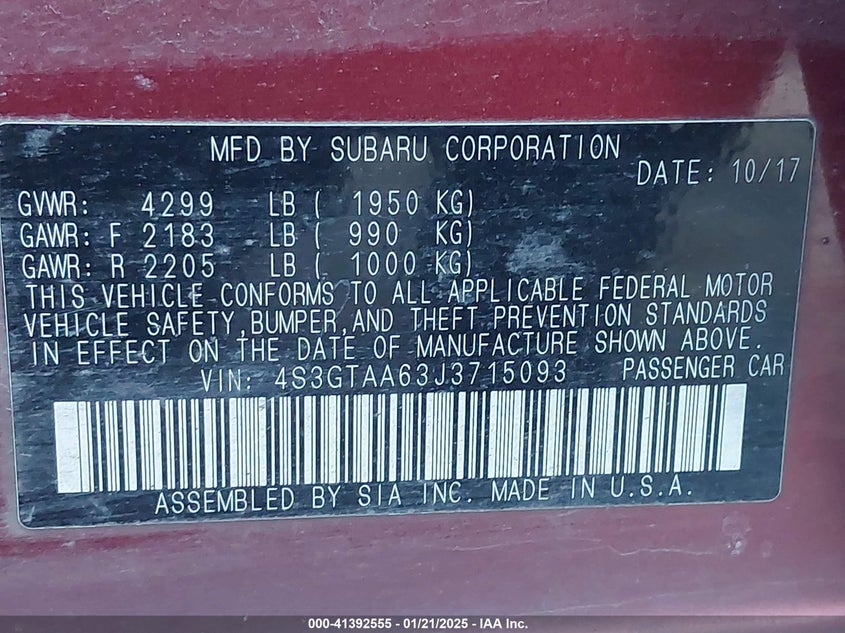 MFD BY SUBARU CORPORATION
DATE: 10/17
GVWR: 4299 LB ( 1950 KG)
GAWR: F 2183 LB ( 990 KG)
GAWR: R 2205 LB ( 1000 KG)
THIS VEHICLE CONFORMS TO ALL APPLICABLE FEDERAL MOTOR
VEHICLE SAFETY,BUMPER,AND THEFT PREVENTION STANDARDS
IN EFFECT ON THE DATE OF MANUFACTURE SHOWN ABOVE.
VIN: 4S3GTAA63J3715093 PASSENGER CAR
ASSEMBLED BY SIA INC. MADE IN U.S.A.
000-41392555 - 01/21/2025 - IAA Inc.